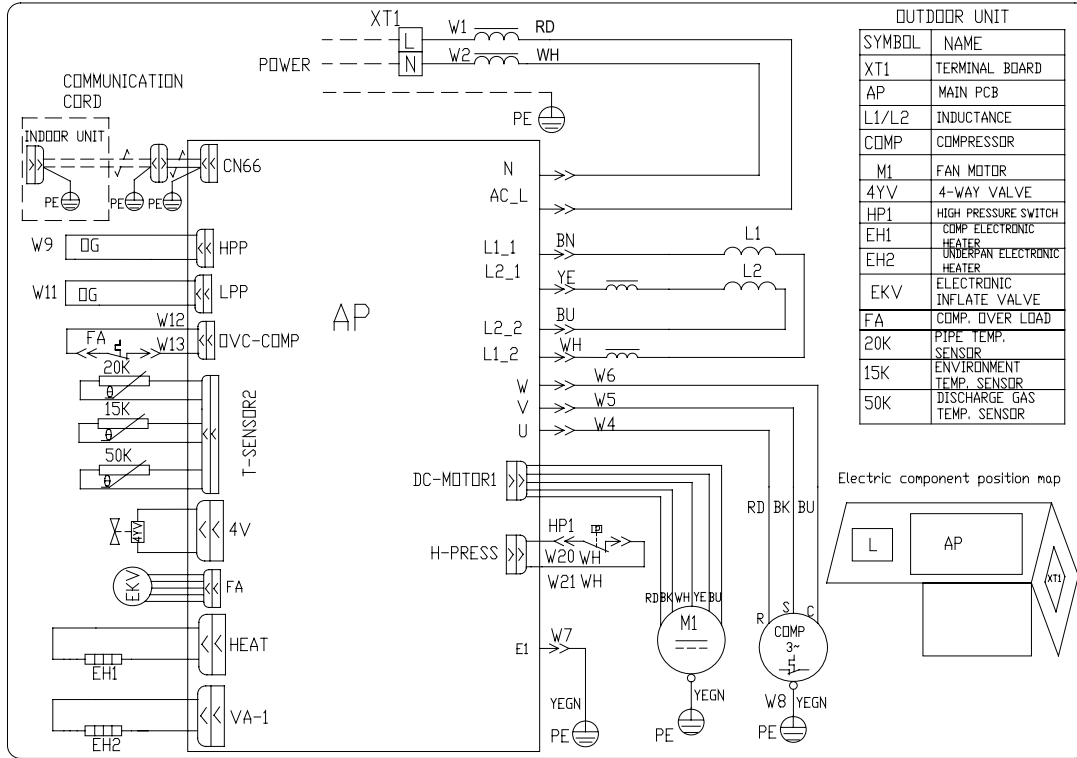 XT1
W1
RD
L
W2
WH
N
POWER
PE
COMMUNICATION
CORD
INDOOR UNIT
CN66
PE
PE
PE
W9
OG
HPP
W11
OG
LPP
W12
FA
W13
OVC-COMP
20K
θ
15K
θ
50K
θ
T-SENSOR2
4YV
4V
EKV
FA
HEAT
EH1
VA-1
EH2
AP
N
AC_L
L1_1
BN
L1
L2_1
YE
L2
L2_2
BU
L1_2
WH
W
W6
V
W5
U
W4
DC-MOTOR1
RD
BK
BU
H-PRESS
HP1
P
W20 WH
W21 WH
RD
BK
WH
YE
BU
M1
R
S
C
COMP
3~
E1
W7
YEGN
PE
YEGN
PE
W8
YEGN
PE
OUTDOOR UNIT
SYMBOL NAME
XT1 TERMINAL BOARD
AP MAIN PCB
L1/L2 INDUCTANCE
COMP COMPRESSOR
M1 FAN MOTOR
4YV 4-WAY VALVE
HP1 HIGH PRESSURE SWITCH
EH1 COMP ELECTRONIC
HEATER
EH2 UNDERPAN ELECTRONIC
HEATER
EKV ELECTRONIC
INFLATE VALVE
FA COMP. OVER LOAD
20K PIPE TEMP.
SENSOR
15K ENVIRONMENT
TEMP. SENSOR
50K DISCHARGE GAS
TEMP. SENSOR
Electric component position map
L
AP
XT1